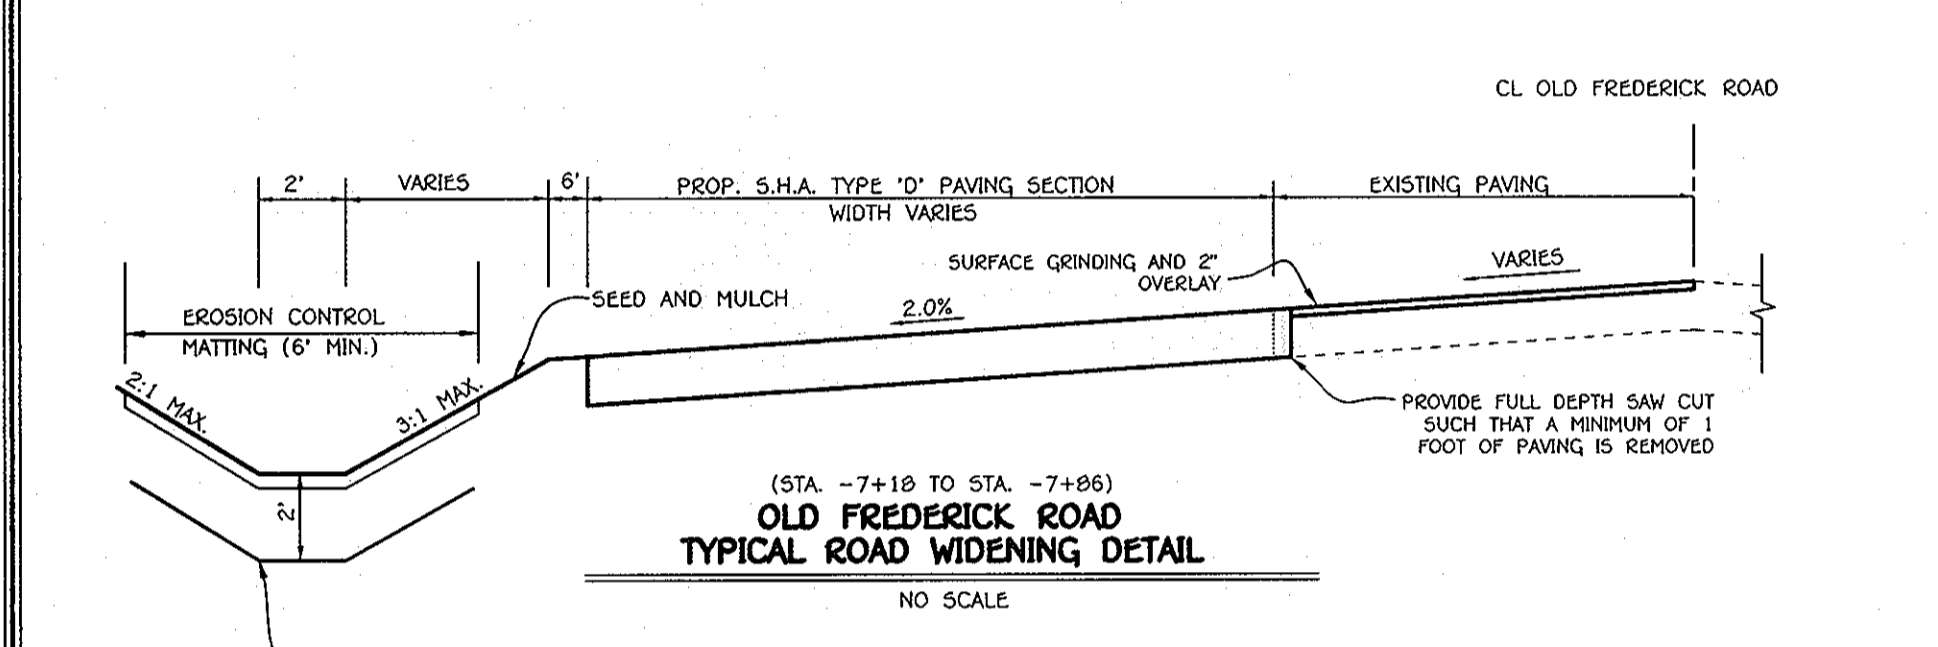 CL OLD FREDERICK ROAD
2'
VARIES
6'
PROP. S.H.A. TYPE 'D' PAVING SECTION
WIDTH VARIES
EXISTING PAVING
SURFACE GRINDING AND 2"
OVERLAY
VARIES
SEED AND MULCH
2.0%
EROSION CONTROL
MATTING (6' MIN.)
2:1 MAX.
3:1 MAX.
PROVIDE FULL DEPTH SAW CUT
SUCH THAT A MINIMUM OF 1
FOOT OF PAVING IS REMOVED
2'
(STA. -7+18 TO STA. -7+86)
OLD FREDERICK ROAD
TYPICAL ROAD WIDENING DETAIL
NO SCALE